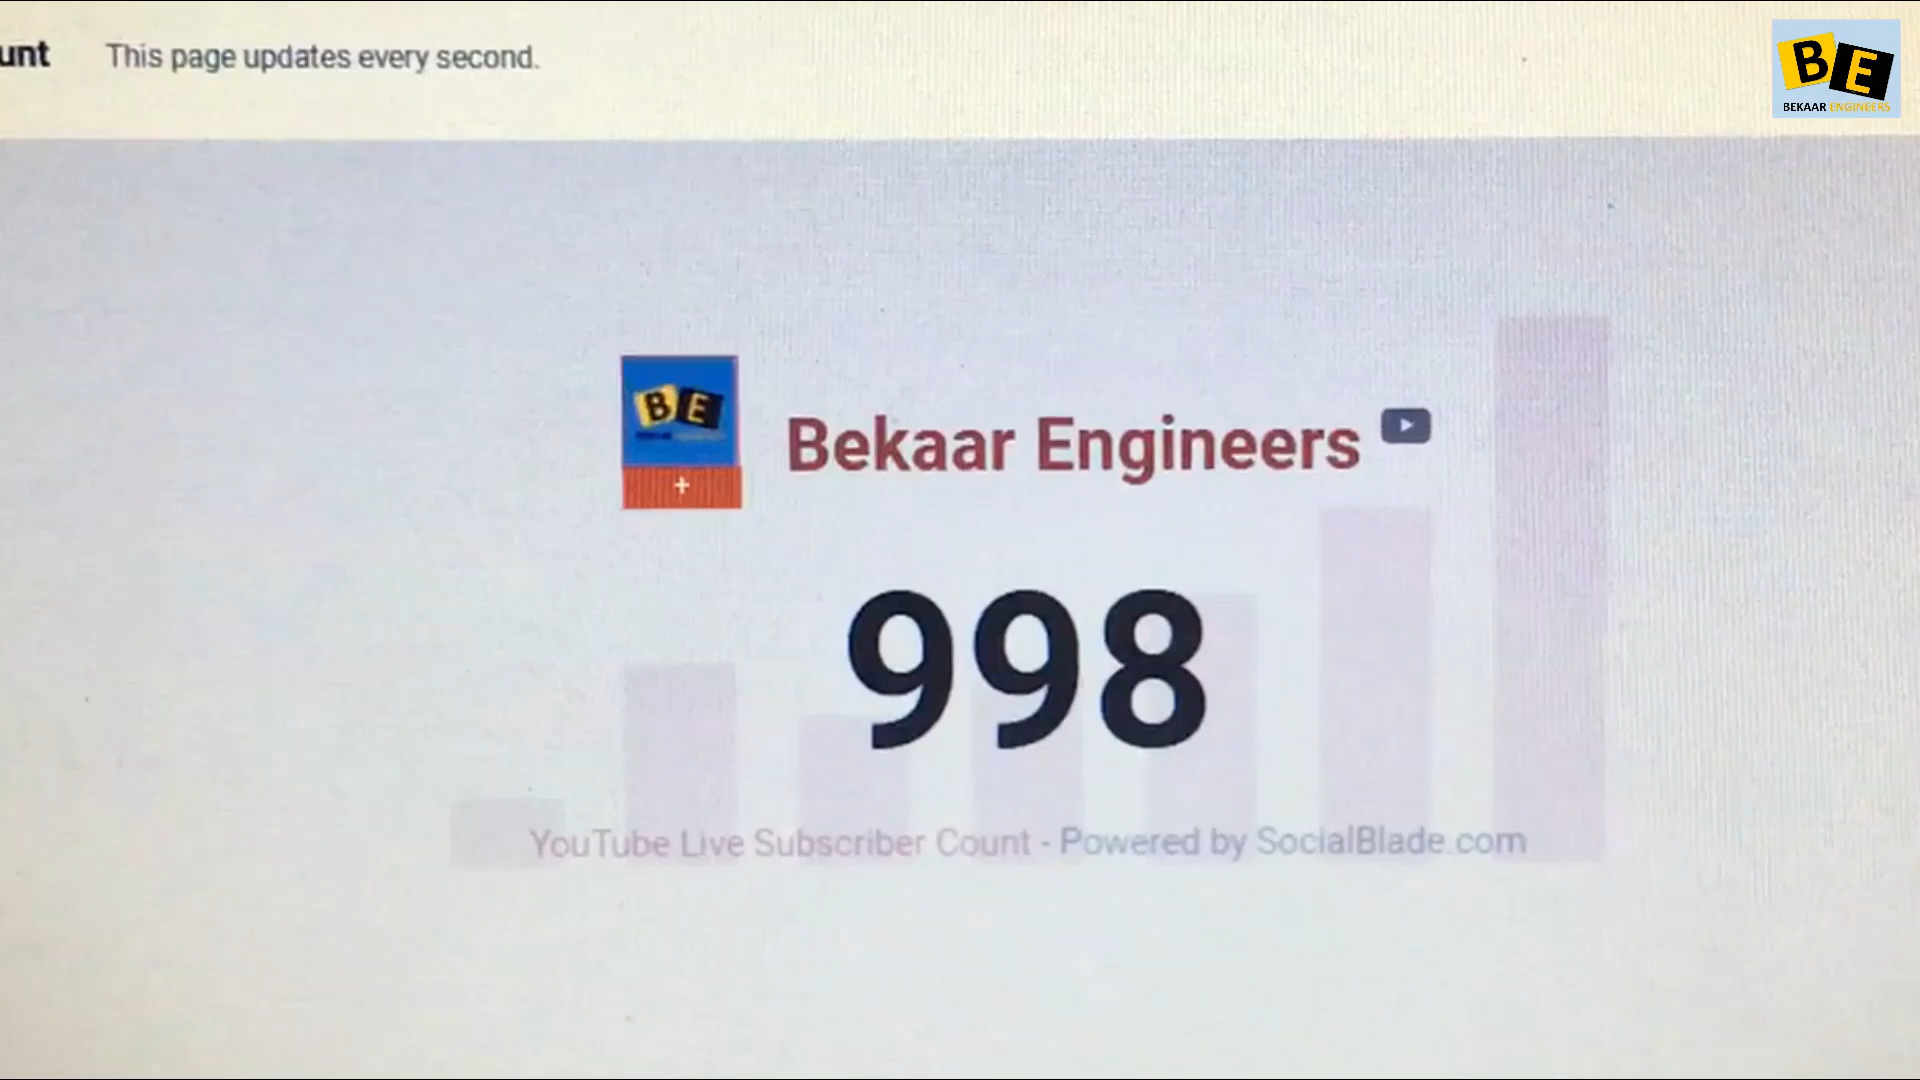 unt This page updates every second.
BE
BEKAAR ENGINEERS
BE
+
Bekaar Engineers
998
YouTube Live Subscriber Count - Powered by SocialBlade.com